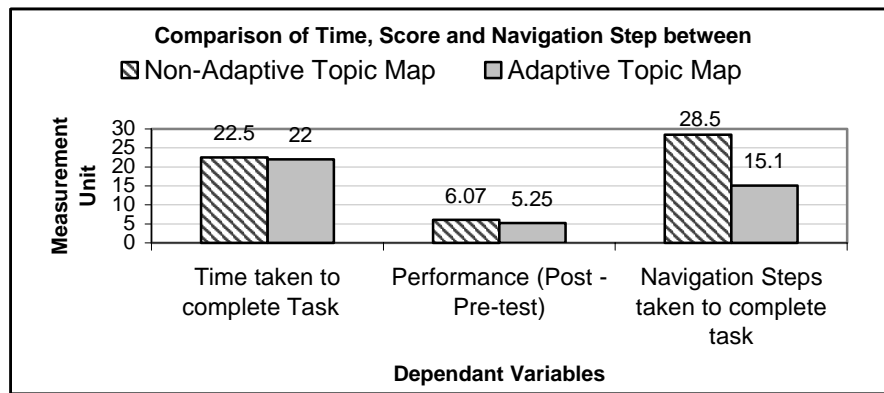 Comparison of Time, Score and Navigation Step between
Non-Adaptive Topic Map Adaptive Topic Map
Measurement
Unit
30
25
20
15
10
5
0
22.5 22
6.07 5.25
28.5
15.1
Time taken to
complete Task
Performance (Post -
Pre-test)
Navigation Steps
taken to complete
task
Dependant Variables